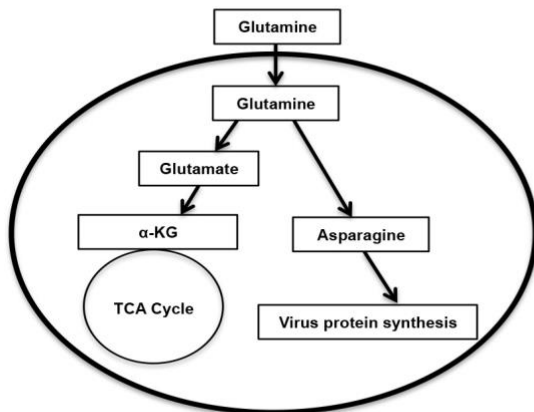 Glutamine
Glutamine
Glutamate
α-KG
Asparagine
TCA Cycle
Virus protein synthesis